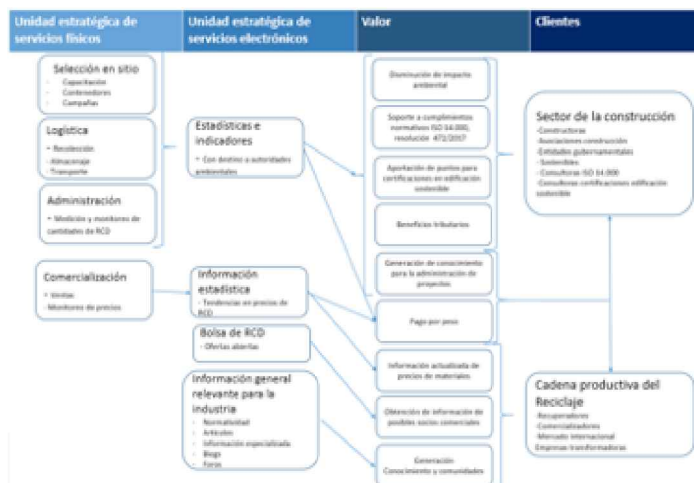 Unidad estratégica de
servicios físicos
Unidad estratégica de
servicios electrónicos
Valor
Clientes
Selección en sitio
- Capacitación
- Contenedores
- Campañas
Logística
• Recolección
- Almacenaje
- Transporte
Administración
• Medición y monitoreo de
cantidades de RCD
Comercialización
• Ventas
- Monitoreo de precios
Estadísticas e
indicadores
• Con destino a autoridades
ambientales
Información
estadística
- Tendencias en precios de
RCD
Bolsa de RCD
- Ofertas abiertas
Información general
relevante para la
industria
- Normatividad
- Artículos
- Información especializada
- Blogs
- Foros
Disminución de impacto
ambiental
Soporte a cumplimientos
normativos ISO 14.000,
resolución 472/2017
Aportación de puntos para
certificaciones en edificación
sostenible
Beneficios tributarios
Generación de conocimiento
para la administración de
proyectos
Pago por peso
Información actualizada de
precios de materiales
Obtención de información de
posibles socios comerciales
Generación
Conocimiento y comunidades
Sector de la construcción
-Constructoras
-Asociaciones construcción
-Entidades gubernamentales
- Sostenibles
- Consultoras ISO 14.000
-Consultoras certificaciones edificación
sostenible
Cadena productiva del
Reciclaje
-Recuperadores
-Comercializadores
-Mercado internacional
Empresas transformadoras